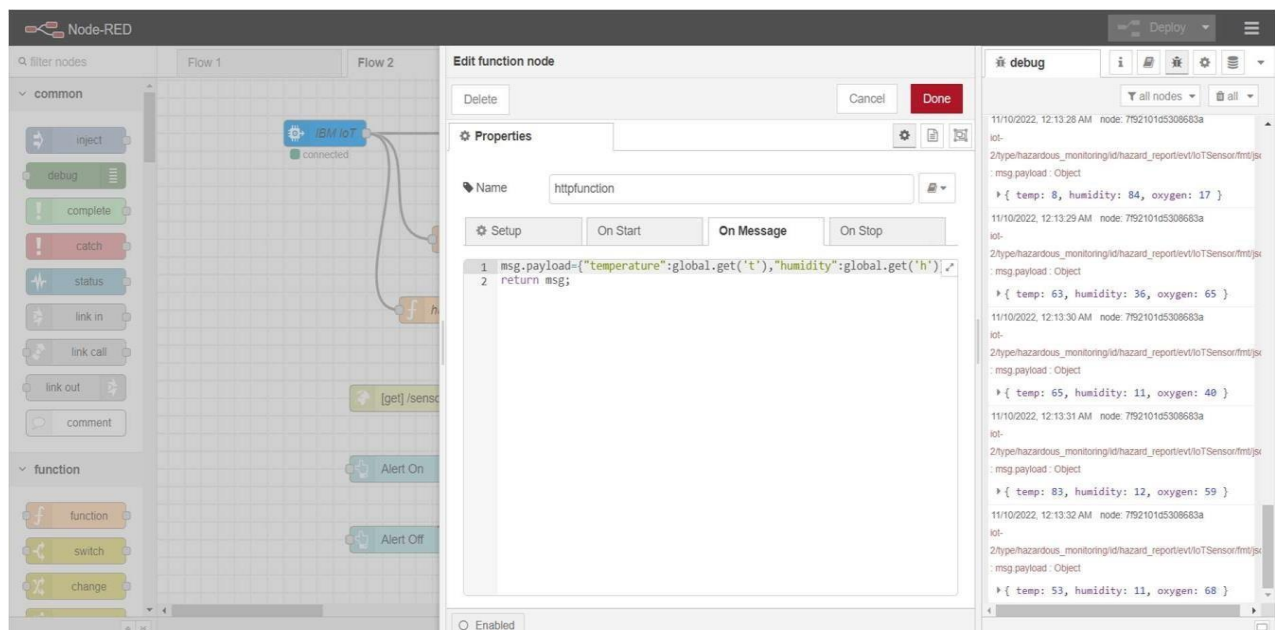 Node-RED
Deploy
filter nodes
Flow 1
Flow 2
common
inject
debug
complete
catch
status
link in
link call
link out
comment
function
function
switch
change
IBM IoT
connected
[get] /senso
Alert On
Alert Off
Edit function node
Delete
Cancel
Done
Properties
Name
httpfunction
Setup
On Start
On Message
On Stop
1 msg.payload={"temperature":global.get('t'),"humidity":global.get('h')
2 return msg;
Enabled
debug
i
all nodes
all
11/10/2022, 12:13:28 AM node: 7f92101d5308683a
iot-
2/type/hazardous_monitoring/id/hazard_report/evt/IoTSensor/fmt/jso
: msg.payload : Object
{ temp: 8, humidity: 84, oxygen: 17 }
11/10/2022, 12:13:29 AM node: 7f92101d5308683a
iot-
2/type/hazardous_monitoring/id/hazard_report/evt/IoTSensor/fmt/jso
: msg.payload : Object
{ temp: 63, humidity: 36, oxygen: 65 }
11/10/2022, 12:13:30 AM node: 7f92101d5308683a
iot-
2/type/hazardous_monitoring/id/hazard_report/evt/IoTSensor/fmt/jso
: msg.payload : Object
{ temp: 65, humidity: 11, oxygen: 40 }
11/10/2022, 12:13:31 AM node: 7f92101d5308683a
iot-
2/type/hazardous_monitoring/id/hazard_report/evt/IoTSensor/fmt/jso
: msg.payload : Object
{ temp: 83, humidity: 12, oxygen: 59 }
11/10/2022, 12:13:32 AM node: 7f92101d5308683a
iot-
2/type/hazardous_monitoring/id/hazard_report/evt/IoTSensor/fmt/jso
: msg.payload : Object
{ temp: 53, humidity: 11, oxygen: 68 }